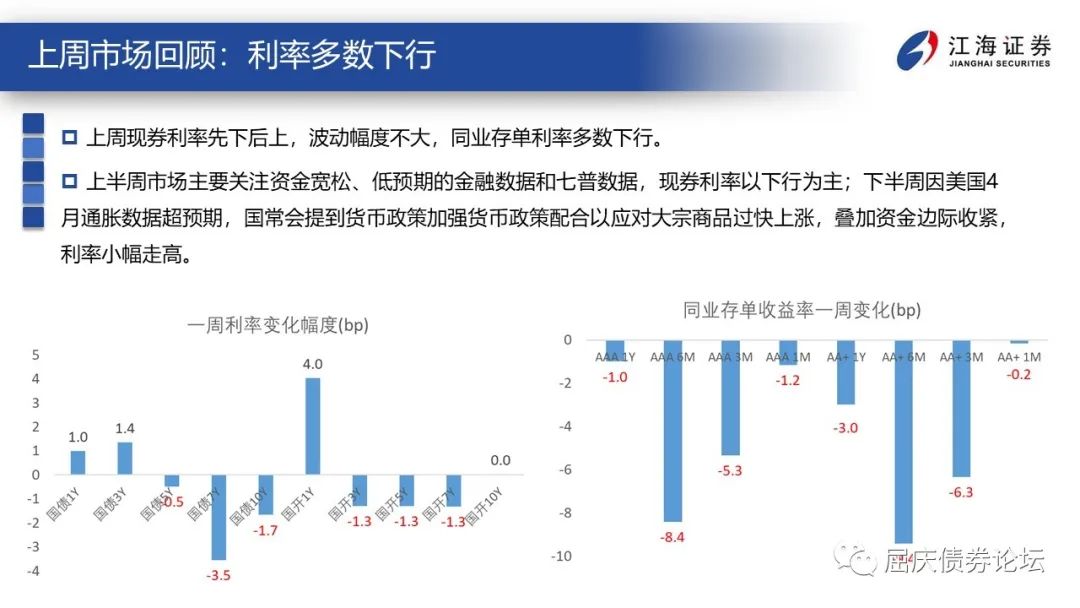 上周市场回顾：利率多数下行
江海证券
JIANGHAI SECURITIES
上周现券利率先下后上，波动幅度不大，同业存单利率多数下行。
上半周市场主要关注资金宽松、低预期的金融数据和七普数据，现券利率以下行为主；下半周因美国4
月通胀数据超预期，国常会提到货币政策加强货币政策配合以应对大宗商品过快上涨，叠加资金边际收紧，
利率小幅走高。
一周利率变化幅度(bp)
5
4
3
2
1
0
-1
-2
-3
-4
1.0
1.4
-0.5
-3.5
-1.7
4.0
-1.3
-1.3
-1.3
0.0
国债1Y
国债3Y
国债5Y
国债7Y
国债10Y
国开1Y
国开3Y
国开5Y
国开7Y
国开10Y
同业存单收益率一周变化(bp)
0
-2
-4
-6
-8
-10
AAA 1Y
AAA 6M
AAA 3M
AAA 1M
AA+ 1Y
AA+ 6M
AA+ 3M
AA+ 1M
-1.0
-8.4
-5.3
-1.2
-3.0
-6.3
-0.2
屈庆债券论坛